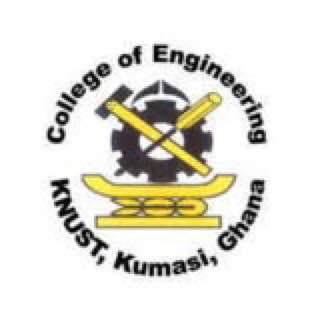 College of Engineering
KNUST, Kumasi, Ghana